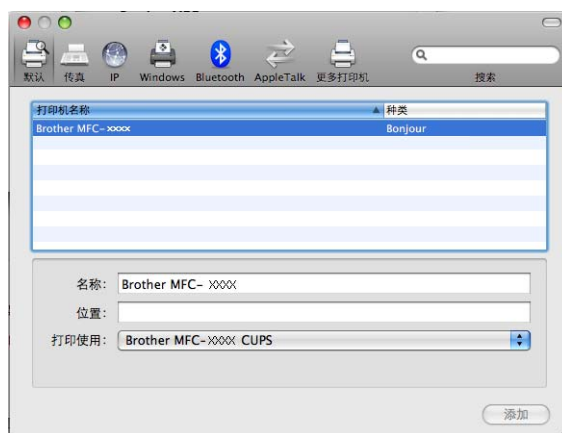 默认 传真 IP Windows Bluetooth AppleTalk 更多打印机 搜索
打印机名称 种类
Brother MFC-xxxx Bonjour
名称: Brother MFC- XXXX
位置:
打印使用: Brother MFC-XXXX CUPS
添加